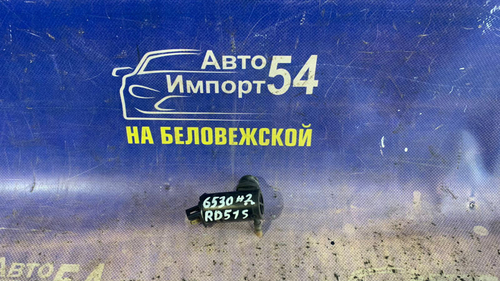 Авто
Импорт 54
НА БЕЛОВЕЖСКОЙ
6530 #2
RD515
Авто 54